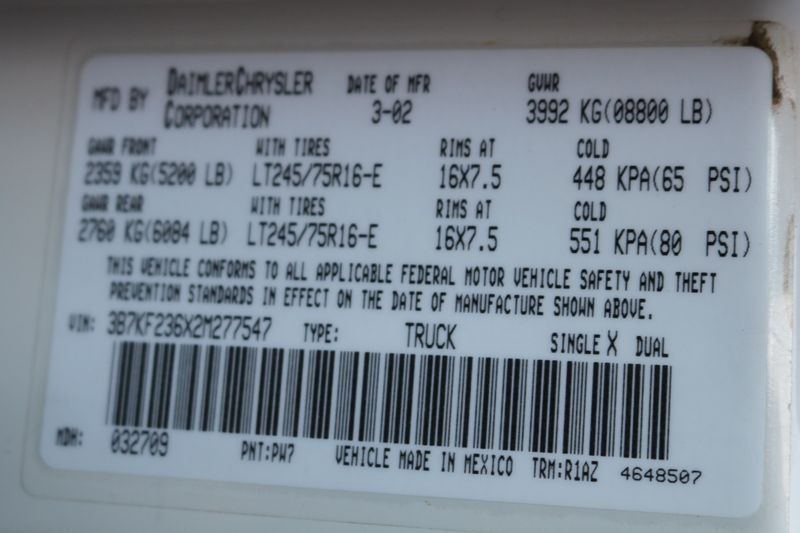 MFD BY DAIMLERCHRYSLER CORPORATION DATE OF MFR 3-02 GVWR 3992 KG(08800 LB)
GAWR FRONT WITH TIRES RIMS AT COLD
2359 KG(5200 LB) LT245/75R16-E 16X7.5 448 KPA(65 PSI)
GAWR REAR WITH TIRES RIMS AT COLD
2760 KG(6084 LB) LT245/75R16-E 16X7.5 551 KPA(80 PSI)
THIS VEHICLE CONFORMS TO ALL APPLICABLE FEDERAL MOTOR VEHICLE SAFETY AND THEFT
PREVENTION STANDARDS IN EFFECT ON THE DATE OF MANUFACTURE SHOWN ABOVE.
VIN: 3B7KF236X2M277547 TYPE: TRUCK SINGLE X DUAL
MDH: 032709 PNT:PW7 VEHICLE MADE IN MEXICO TRM:R1AZ 4648507